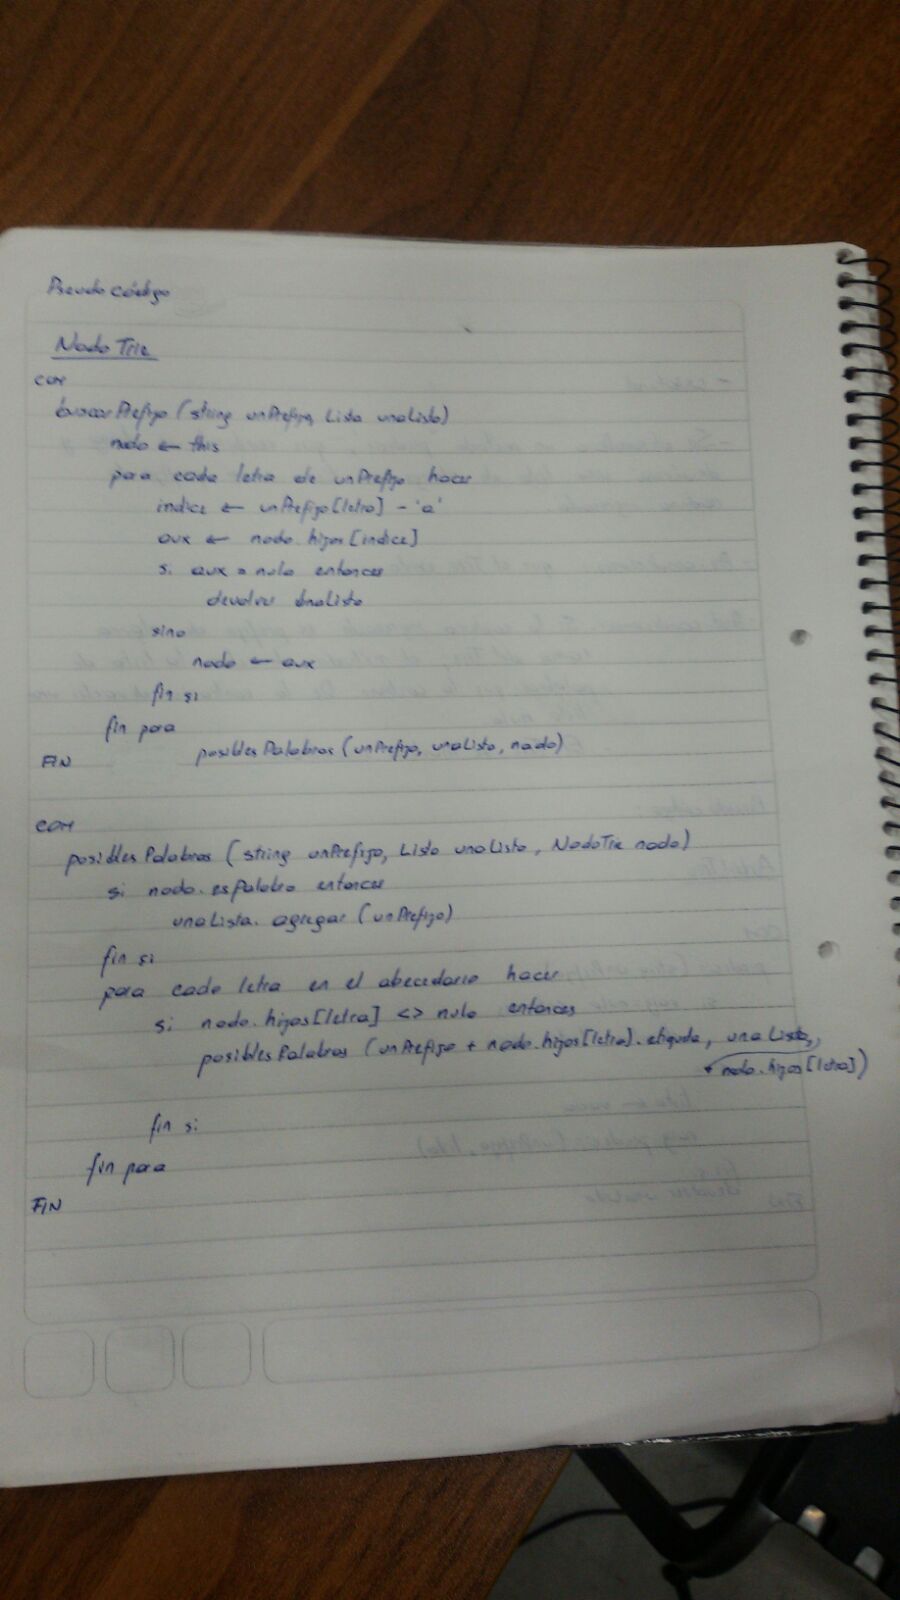 Pseudo código
Nodo Trie
COM
buscarPrefijo (string unPrefijo, Lista unaLista)
nodo ← this
para cada letra de unPrefijo hacer
indice ← unPrefijo[letra] - 'a'
aux ← nodo.hijos[indice]
si aux = nulo entonces
devolver unaLista
sino
nodo ← aux
fin si
fin para
posiblesPalabras (unPrefijo, unaLista, nodo)
FIN
COM
posiblesPalabras (string unPrefijo, Lista unaLista, NodoTrie nodo)
si nodo.esPalabra entonces
unaLista.agregar (unPrefijo)
fin si
para cada letra en el abecedario hacer
si nodo.hijos[letra] <> nulo entonces
posiblesPalabras (unPrefijo + nodo.hijos[letra].etiqueta, unaLista,
nodo.hijos[letra])
fin si
fin para
FIN